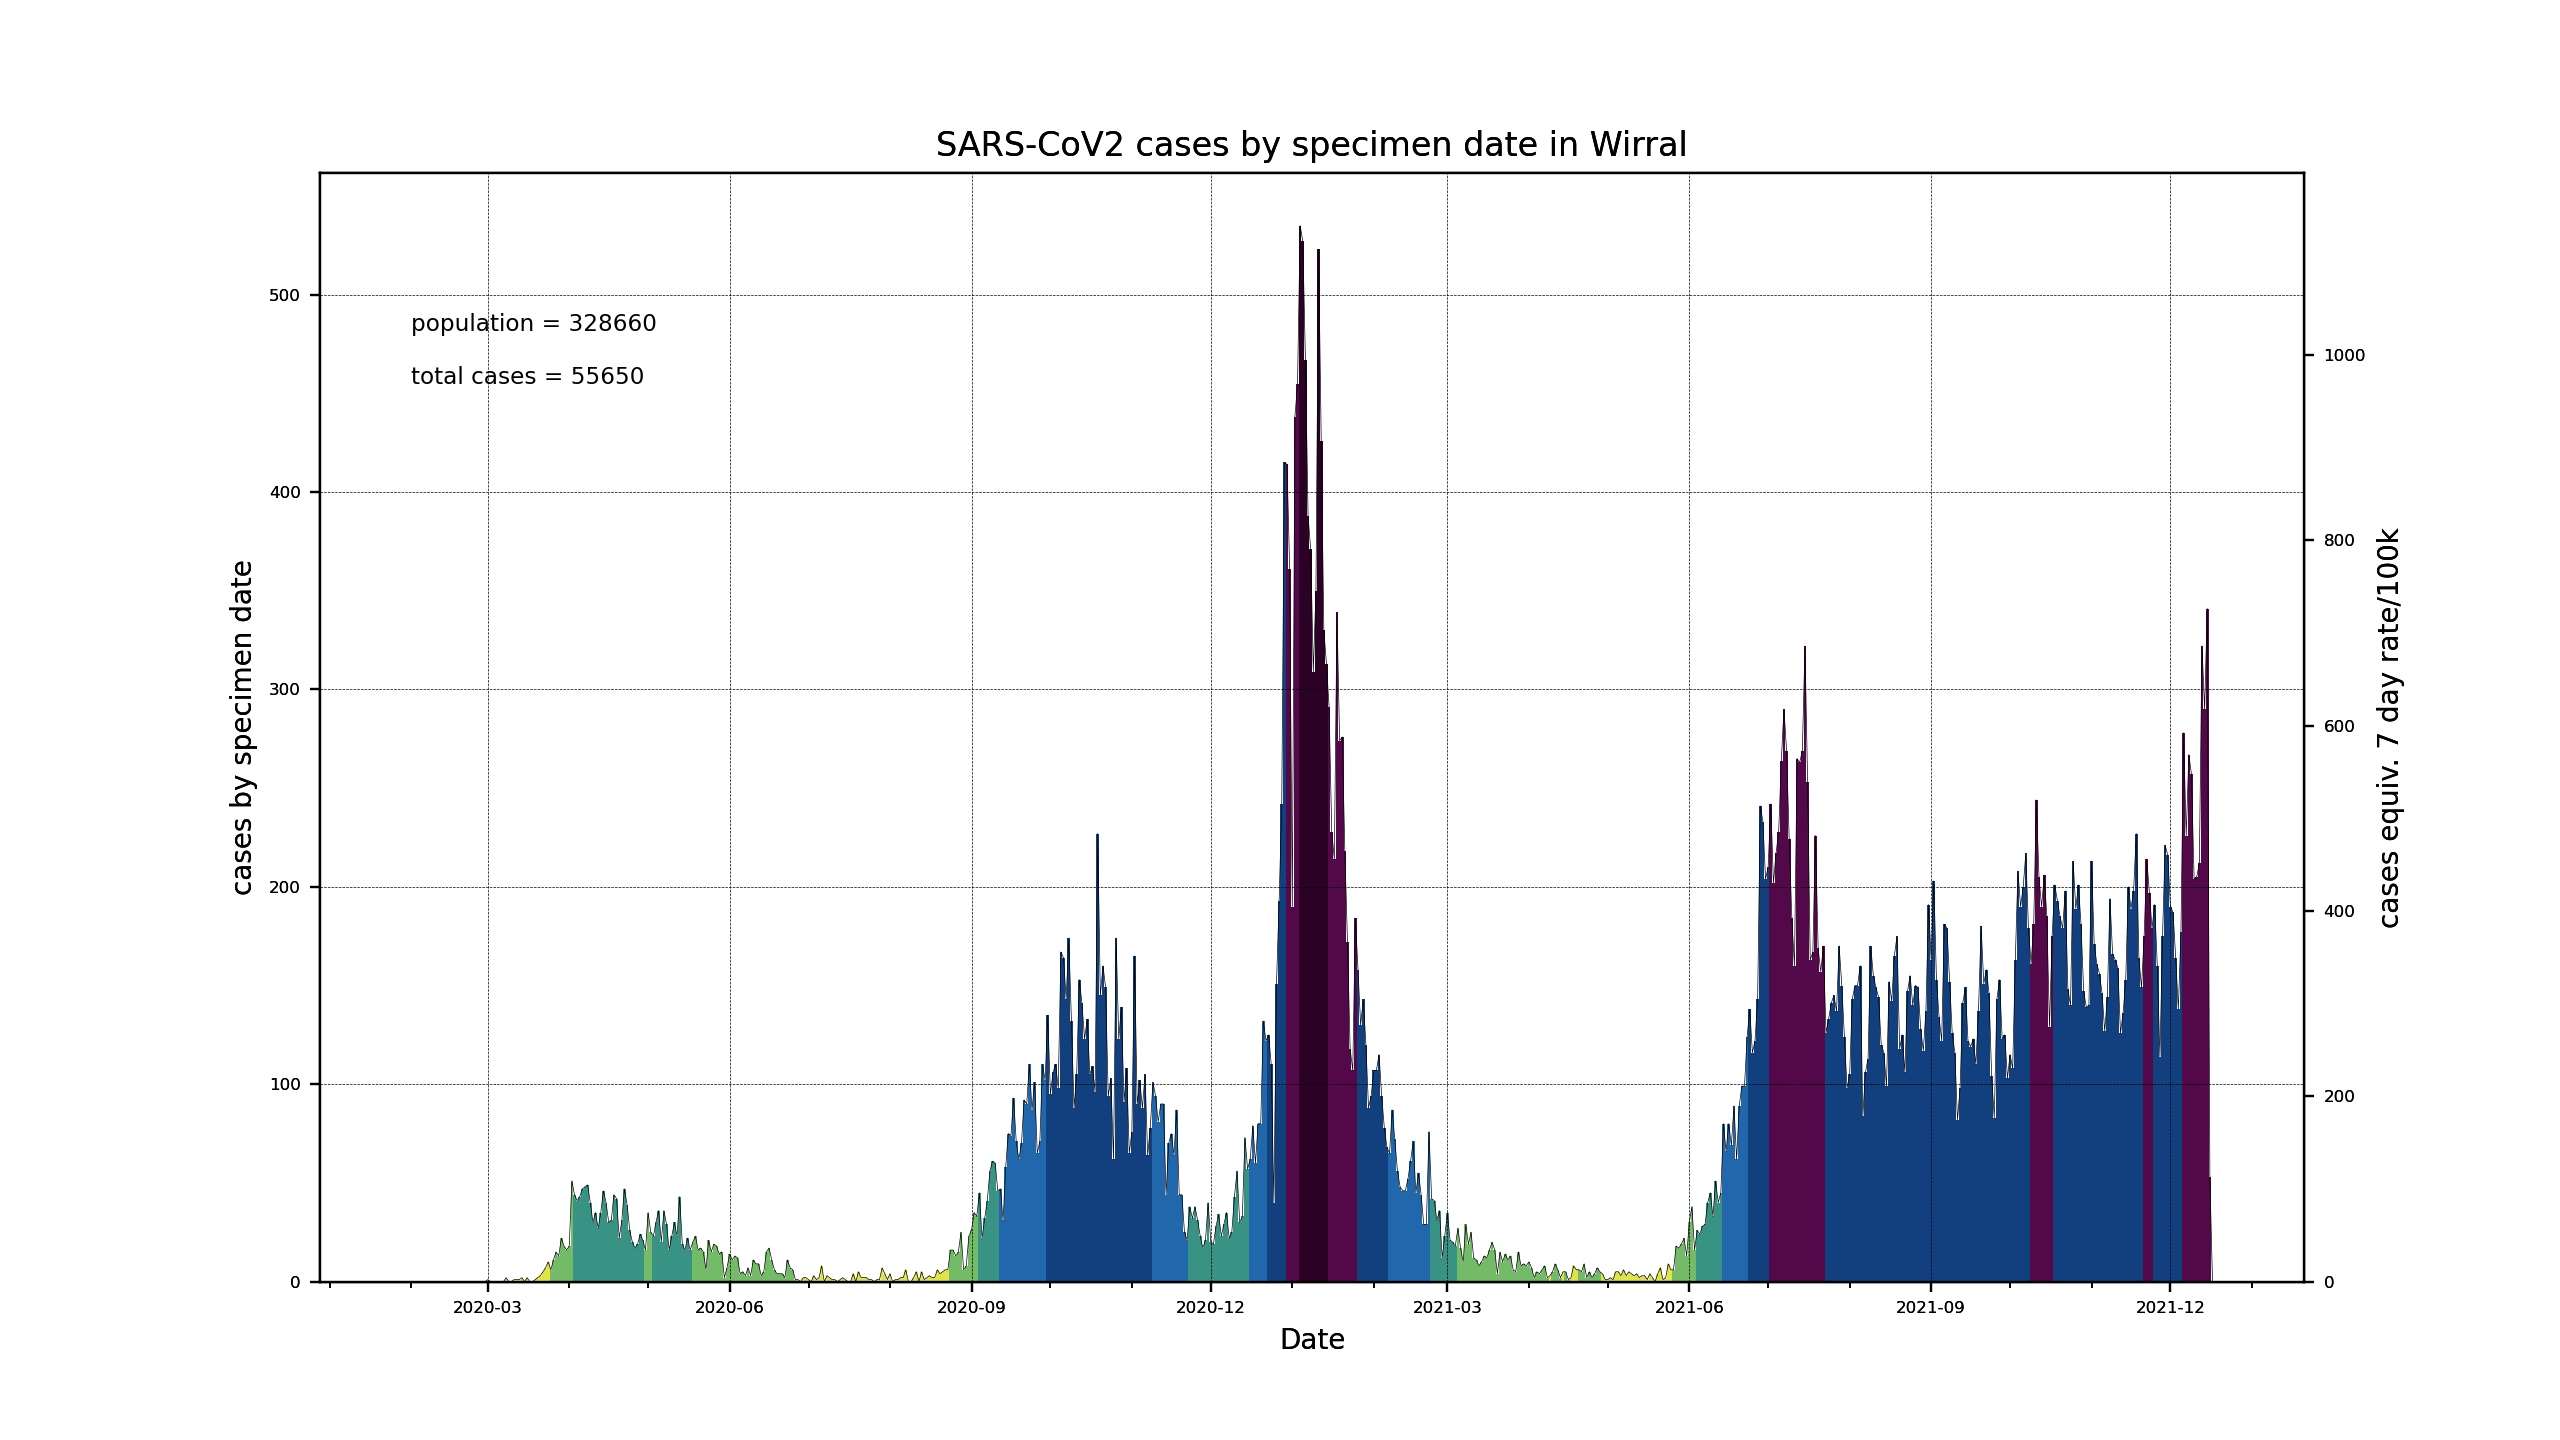 SARS-CoV2 cases by specimen date in Wirral
population = 328660
total cases = 55650
cases by specimen date
500
400
300
200
100
0
cases equiv. 7 day rate/100k
1000
800
600
400
200
0
2020-03 2020-06 2020-09 2020-12 2021-03 2021-06 2021-09 2021-12
Date